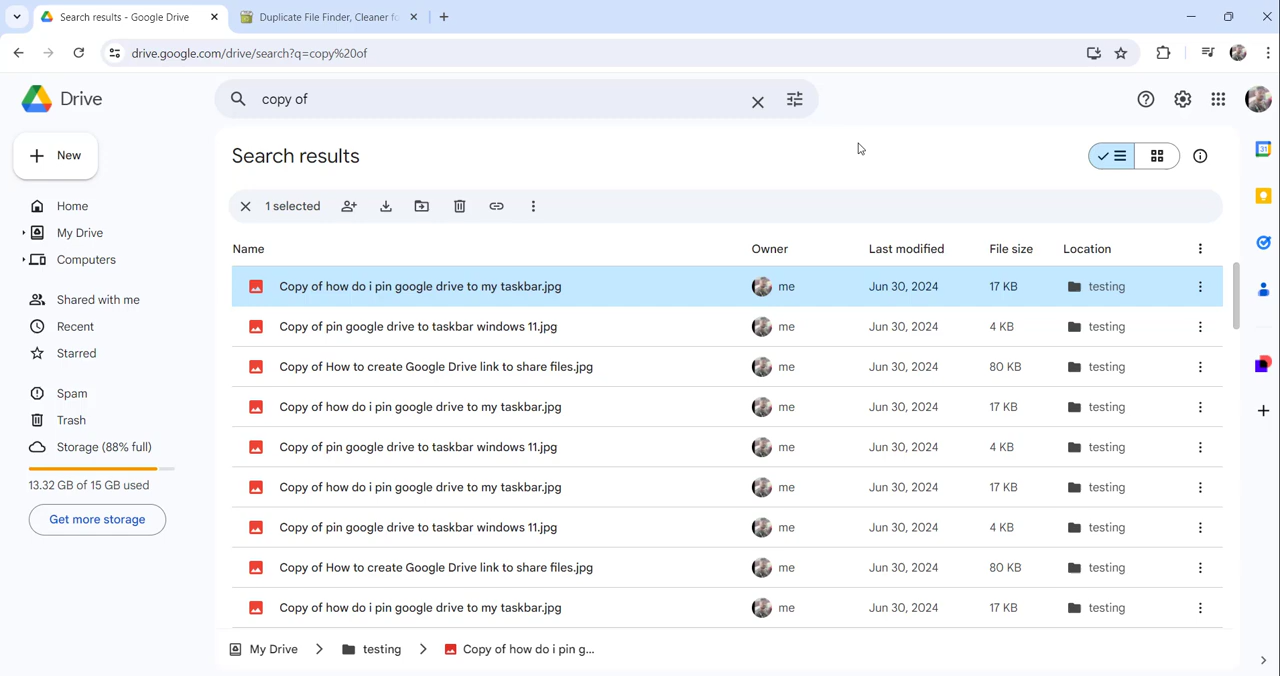 Search results - Google Drive
Duplicate File Finder, Cleaner fo
drive.google.com/drive/search?q=copy%20of
Drive
copy of
New
Search results
1 selected
Home
My Drive
Computers
Shared with me
Recent
Starred
Spam
Trash
Storage (88% full)
13.32 GB of 15 GB used
Get more storage
Name Owner Last modified File size Location
Copy of how do i pin google drive to my taskbar.jpg me Jun 30, 2024 17 KB testing
Copy of pin google drive to taskbar windows 11.jpg me Jun 30, 2024 4 KB testing
Copy of How to create Google Drive link to share files.jpg me Jun 30, 2024 80 KB testing
Copy of how do i pin google drive to my taskbar.jpg me Jun 30, 2024 17 KB testing
Copy of pin google drive to taskbar windows 11.jpg me Jun 30, 2024 4 KB testing
Copy of how do i pin google drive to my taskbar.jpg me Jun 30, 2024 17 KB testing
Copy of pin google drive to taskbar windows 11.jpg me Jun 30, 2024 4 KB testing
Copy of How to create Google Drive link to share files.jpg me Jun 30, 2024 80 KB testing
Copy of how do i pin google drive to my taskbar.jpg me Jun 30, 2024 17 KB testing
My Drive testing Copy of how do i pin g...
31